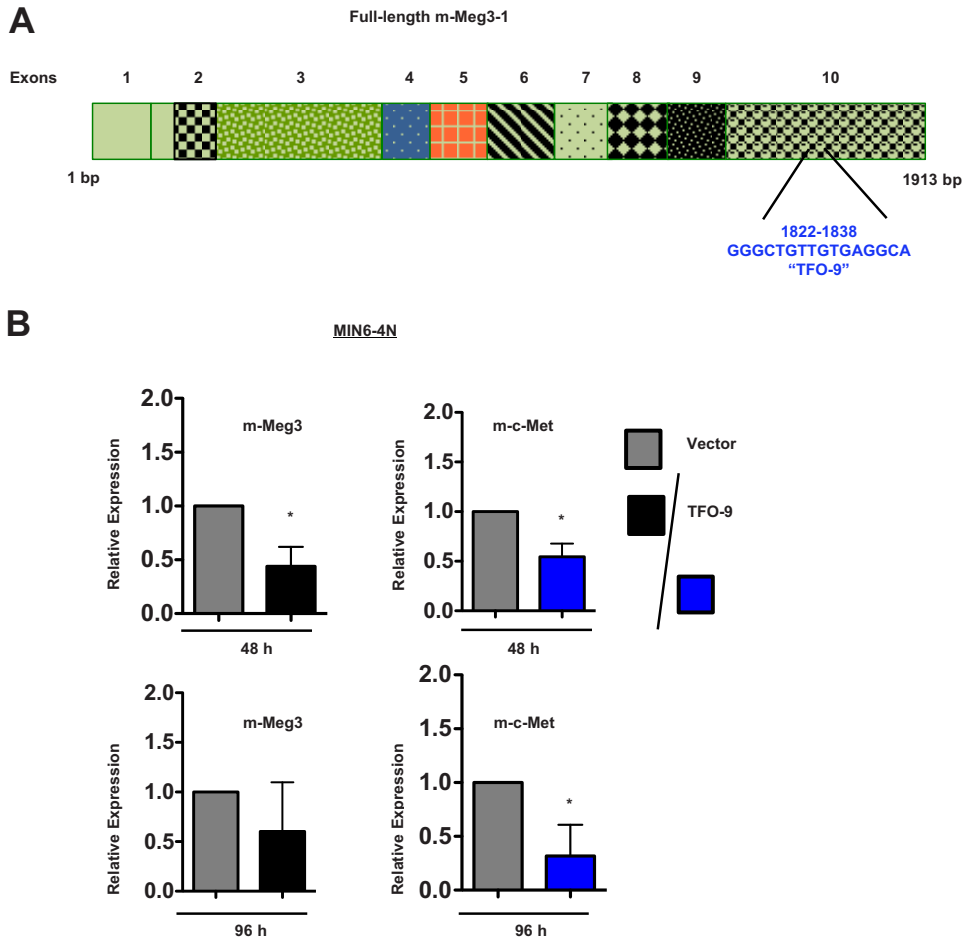 A
Full-length m-Meg3-1
Exons 1 2 3 4 5 6 7 8 9 10
1 bp
1913 bp
1822-1838
GGGCTGTTGTGAGGCA
“TFO-9”
B
MIN6-4N
Relative Expression
2.0
1.5
1.0
0.5
0.0
m-Meg3
*
48 h
Relative Expression
2.0
1.5
1.0
0.5
0.0
m-c-Met
*
48 h
Vector
TFO-9
Relative Expression
2.0
1.5
1.0
0.5
0.0
m-Meg3
96 h
Relative Expression
2.0
1.5
1.0
0.5
0.0
m-c-Met
*
96 h